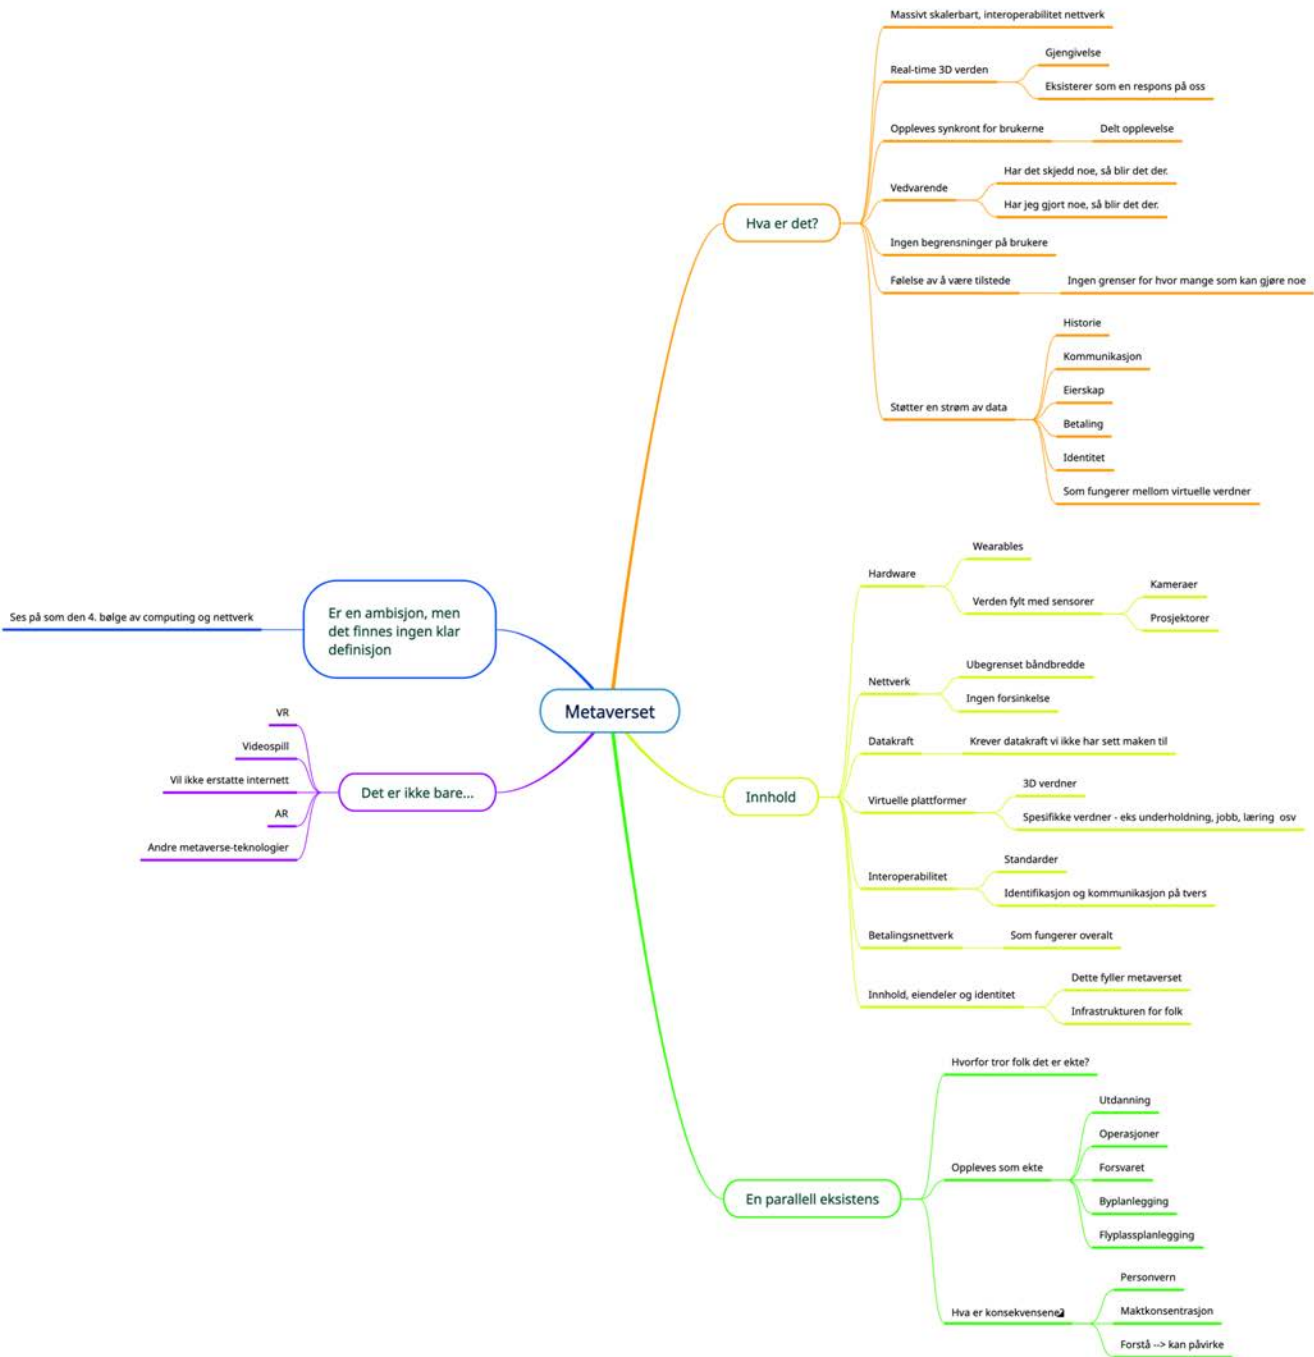 Metaverset
Hva er det?
Massivt skalerbart, interoperabilitet nettverk
Real-time 3D verden
Gjengivelse
Eksisterer som en respons på oss
Oppleves synkront for brukerne
Delt opplevelse
Vedvarende
Har det skjedd noe, så blir det der.
Har jeg gjort noe, så blir det der.
Ingen begrensninger på brukere
Følelse av å være tilstede
Ingen grenser for hvor mange som kan gjøre noe
Støtter en strøm av data
Historie
Kommunikasjon
Eierskap
Betaling
Identitet
Som fungerer mellom virtuelle verdner
Innhold
Hardware
Wearables
Verden fylt med sensorer
Kameraer
Prosjektorer
Nettverk
Ubegrenset båndbredde
Ingen forsinkelse
Datakraft
Krever datakraft vi ikke har sett maken til
Virtuelle plattformer
3D verdner
Spesifikke verdner - eks underholdning, jobb, læring  osv
Interoperabilitet
Standarder
Identifikasjon og kommunikasjon på tvers
Betalingsnettverk
Som fungerer overalt
Innhold, eiendeler og identitet
Dette fyller metaverset
Infrastrukturen for folk
En parallell eksistens
Hvorfor tror folk det er ekte?
Oppleves som ekte
Utdanning
Operasjoner
Forsvaret
Byplanlegging
Flyplassplanlegging
Hva er konsekvensene
Personvern
Maktkonsentrasjon
Forstå --> kan påvirke
Er en ambisjon, men
det finnes ingen klar
definisjon
Ses på som den 4. bølge av computing og nettverk
Det er ikke bare...
VR
Videospill
Vil ikke erstatte internett
AR
Andre metaverse-teknologier